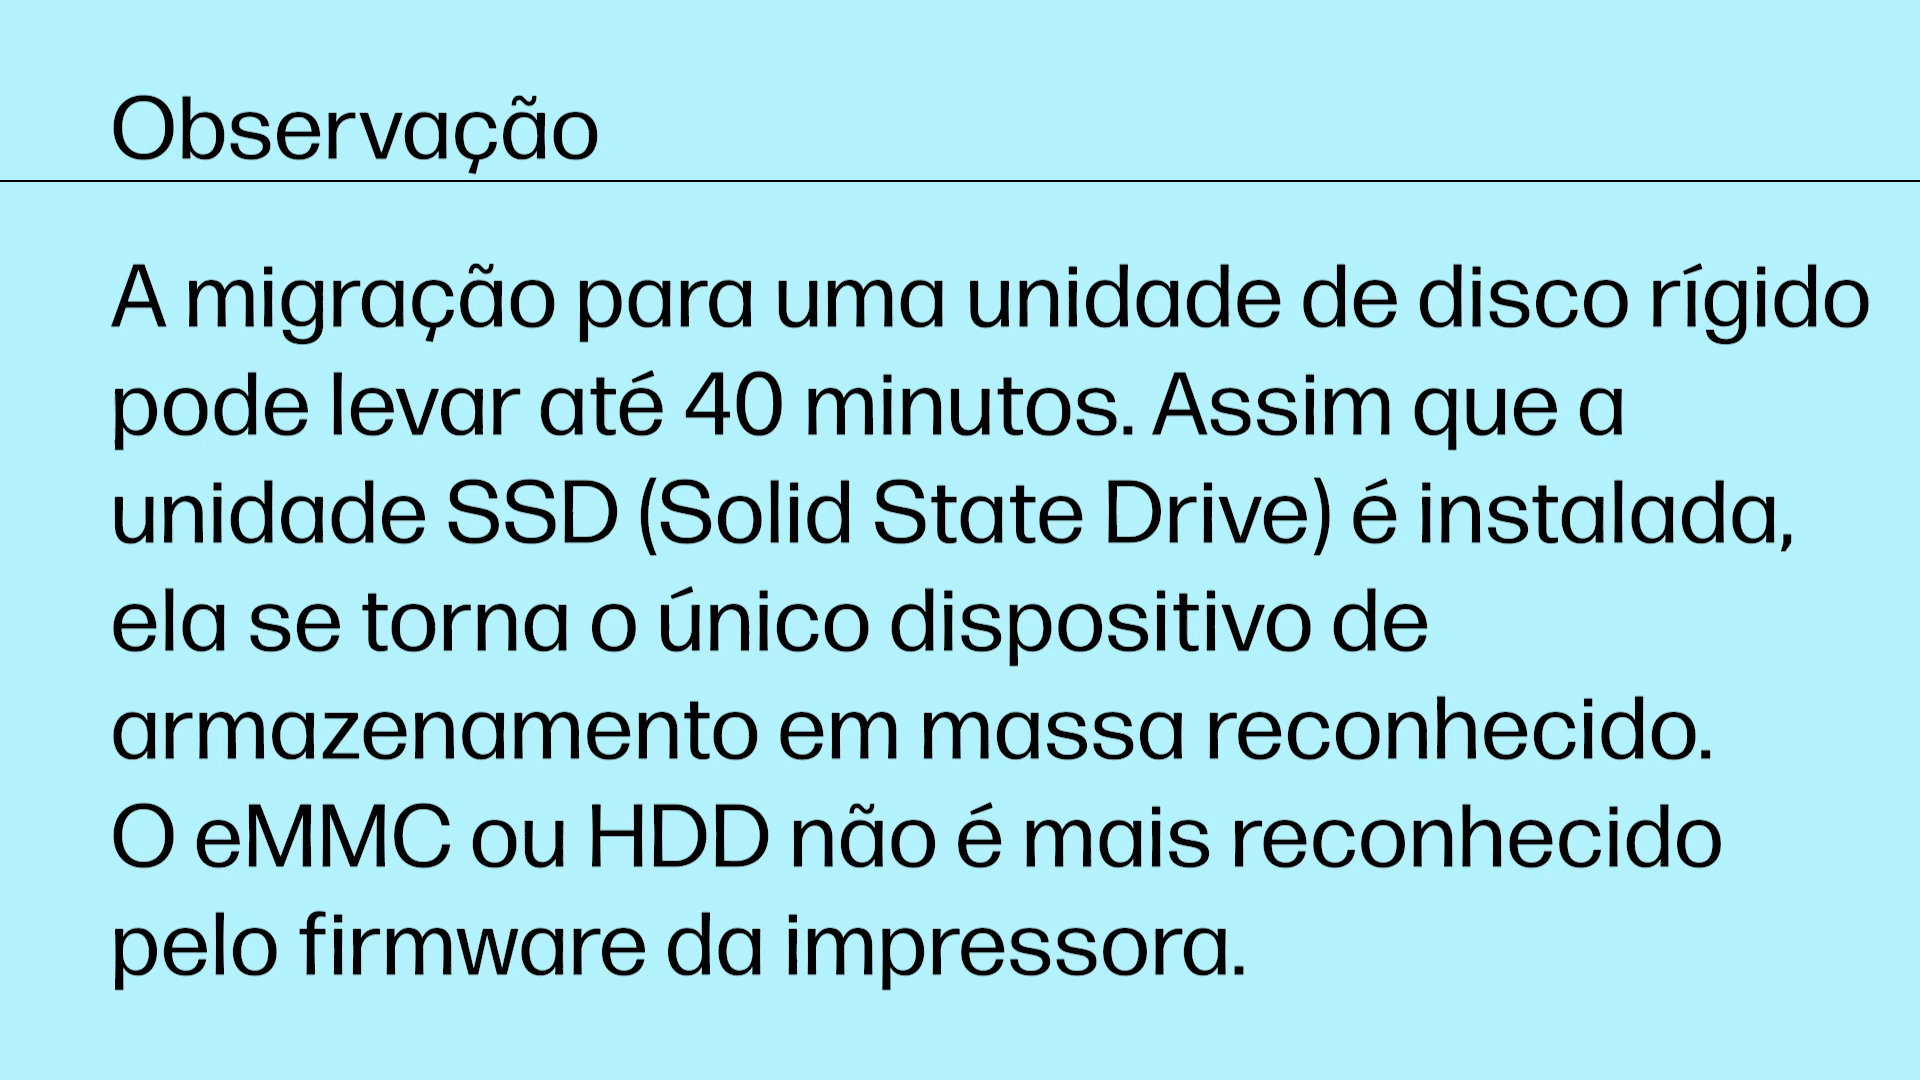 Observação
A migração para uma unidade de disco rígido
pode levar até 40 minutos. Assim que a
unidade SSD (Solid State Drive) é instalada,
ela se torna o único dispositivo de
armazenamento em massa reconhecido.
O eMMC ou HDD não é mais reconhecido
pelo firmware da impressora.